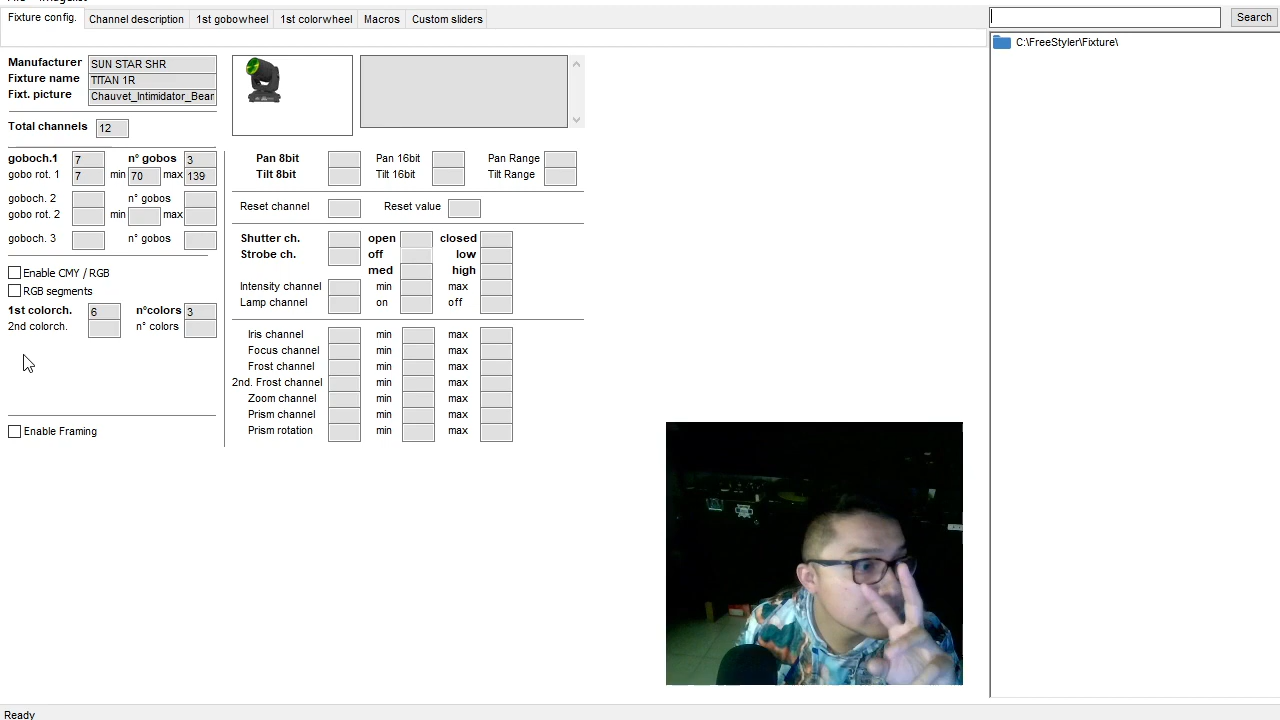 Fixture config. Channel description 1st gobowheel 1st colorwheel Macros Custom sliders Search
C:\FreeStyler\Fixture\
Manufacturer SUN STAR SHR
Fixture name TITAN 1R
Fixt. picture Chauvet_Intimidator_Bear
Total channels 12
goboch.1 7 n° gobos 3
gobo rot. 1 7 min 70 max 139
goboch. 2 n° gobos
gobo rot. 2 min max
goboch. 3 n° gobos
Enable CMY / RGB
RGB segments
1st colorch. 6 n°colors 3
2nd colorch. n° colors
Enable Framing
Pan 8bit Pan 16bit Pan Range
Tilt 8bit Tilt 16bit Tilt Range
Reset channel Reset value
Shutter ch. open closed
Strobe ch. off low
med high
Intensity channel min max
Lamp channel on off
Iris channel min max
Focus channel min max
Frost channel min max
2nd. Frost channel min max
Zoom channel min max
Prism channel min max
Prism rotation min max
Ready